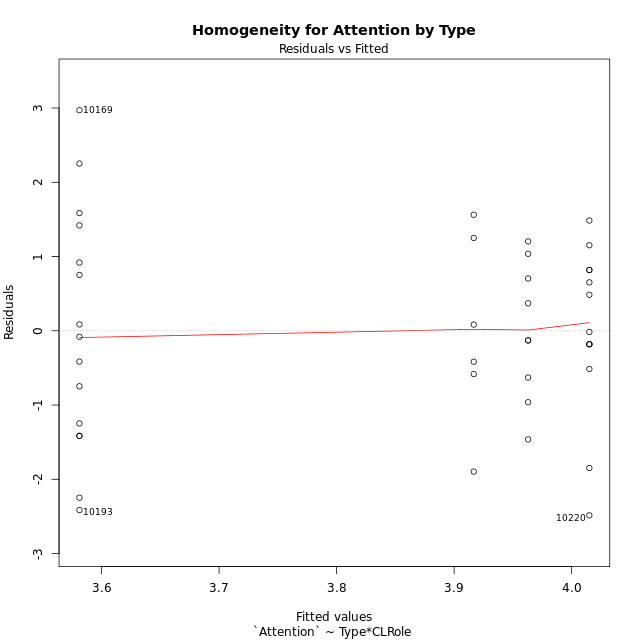 Homogeneity for Attention by Type
Residuals vs Fitted
3
2
1
0
-1
-2
-3
Residuals
10169
10193
10220
3.6 3.7 3.8 3.9 4.0
Fitted values
`Attention` ~ Type*CLRole